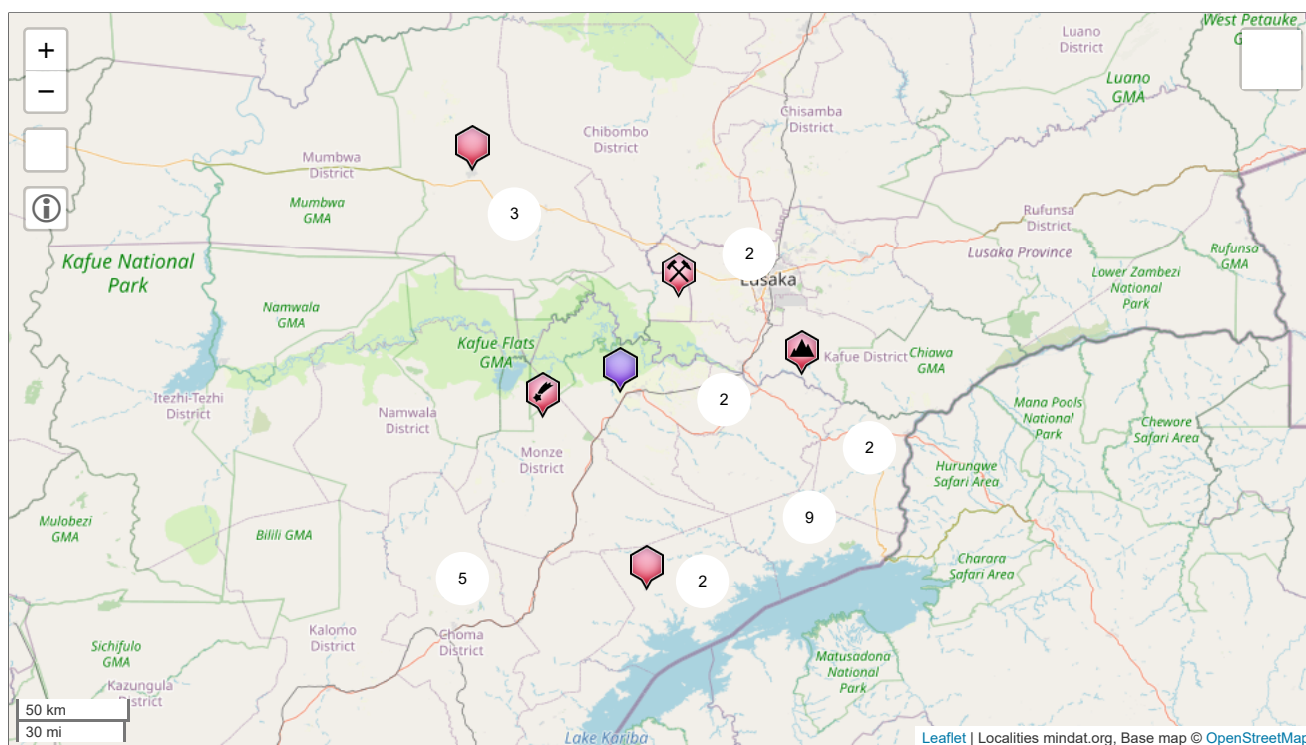 West Petauke
G
+
−
Luano
District
Luano
GMA
Chisamba
District
Chibombo
District
Mumbwa
District
Mumbwa
GMA
3
Rufunsa
District
Lusaka Province
Rufunsa
GMA
2
Lusaka
Kafue National
Park
Lower Zambezi
National
Park
Namwala
GMA
Kafue Flats
GMA
Kafue District
Chiawa
GMA
Itezhi-Tezhi
District
Namwala
District
2
Mana Pools
National
Park
Chewore
Safari Area
Monze
District
2
Hurungwe
Safari Area
Mulobezi
GMA
Bilili GMA
9
5
2
Charara
Safari Area
Sichifulo
GMA
Kalomo
District
Choma
District
Matusadona
National
Park
Kazungula
District
50 km
30 mi
Lake Kariba
Leaflet | Localities mindat.org, Base map © OpenStreetMap